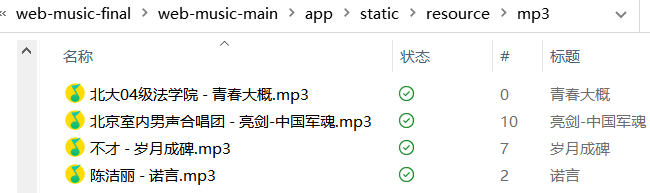 « web-music-final > web-music-main > app > static > resource > mp3
名称 状态 # 标题
北大04级法学院 - 青春大概.mp3 0 青春大概
北京室内男声合唱团 - 亮剑-中国军魂.mp3 10 亮剑-中国军魂
不才 - 岁月成碑.mp3 7 岁月成碑
陈洁丽 - 诺言.mp3 2 诺言